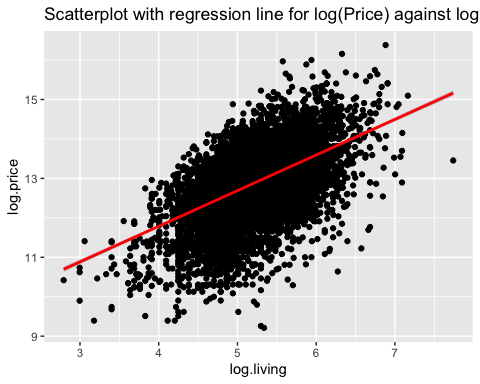 Scatterplot with regression line for log(Price) against log
log.price
15
13
11
9
3 4 5 6 7
log.living